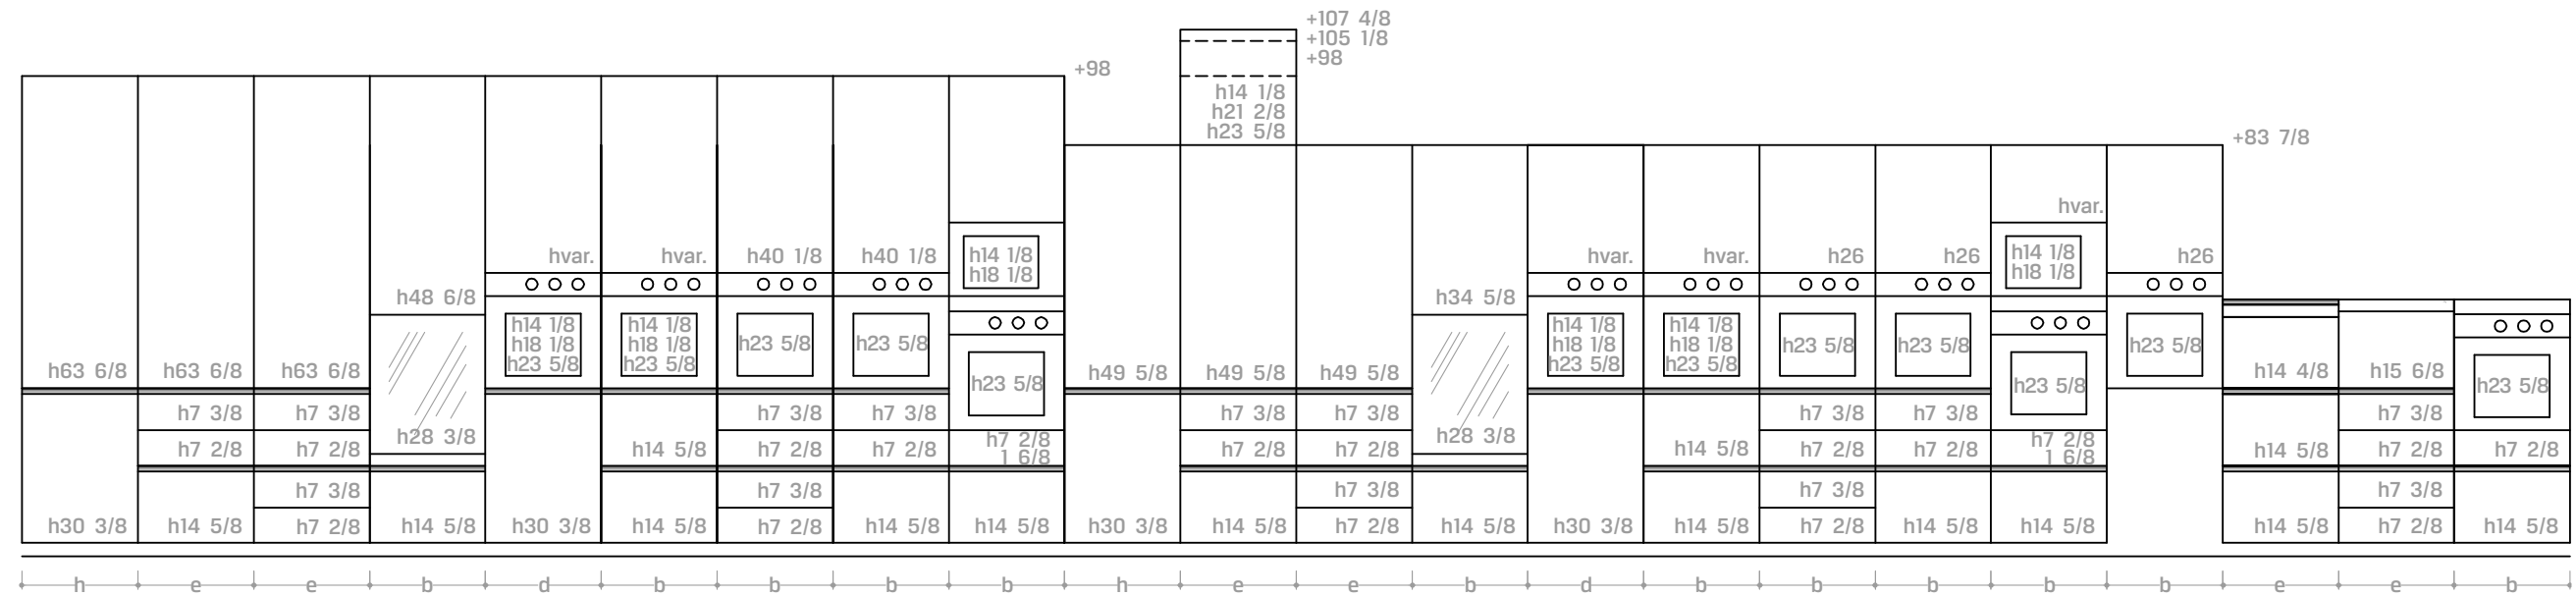 +107 4/8
+105 1/8
+98
+98
h14 1/8
h21 2/8
h23 5/8
+83 7/8
hvar.
hvar. hvar. h40 1/8 h40 1/8 h14 1/8 hvar. hvar. h26 h26 h14 1/8 h26
h18 1/8 h18 1/8
h48 6/8 h34 5/8
h14 1/8 h14 1/8 h14 1/8 h14 1/8
h18 1/8 h18 1/8 h23 5/8 h23 5/8 h18 1/8 h18 1/8 h23 5/8 h23 5/8 h23 5/8
h23 5/8 h23 5/8 h23 5/8 h23 5/8
h63 6/8 h63 6/8 h63 6/8 h49 5/8 h49 5/8 h49 5/8 h14 4/8 h15 6/8
h23 5/8 h23 5/8 h23 5/8
h7 3/8 h7 3/8 h7 3/8 h7 3/8 h7 3/8 h7 3/8 h7 3/8 h7 3/8 h7 3/8
h28 3/8 h7 2/8 h28 3/8 h7 2/8
h7 2/8 h7 2/8 h14 5/8 h7 2/8 h7 2/8 1 6/8 h7 2/8 h7 2/8 h14 5/8 h7 2/8 h7 2/8 1 6/8 h14 5/8 h7 2/8 h7 2/8
h7 3/8 h7 3/8 h7 3/8 h7 3/8 h7 3/8
h30 3/8 h14 5/8 h7 2/8 h14 5/8 h30 3/8 h14 5/8 h7 2/8 h14 5/8 h14 5/8 h30 3/8 h14 5/8 h7 2/8 h14 5/8 h30 3/8 h14 5/8 h7 2/8 h14 5/8 h14 5/8 h14 5/8 h7 2/8 h14 5/8
h e e b d b b b b h e e b d b b b b b e e b